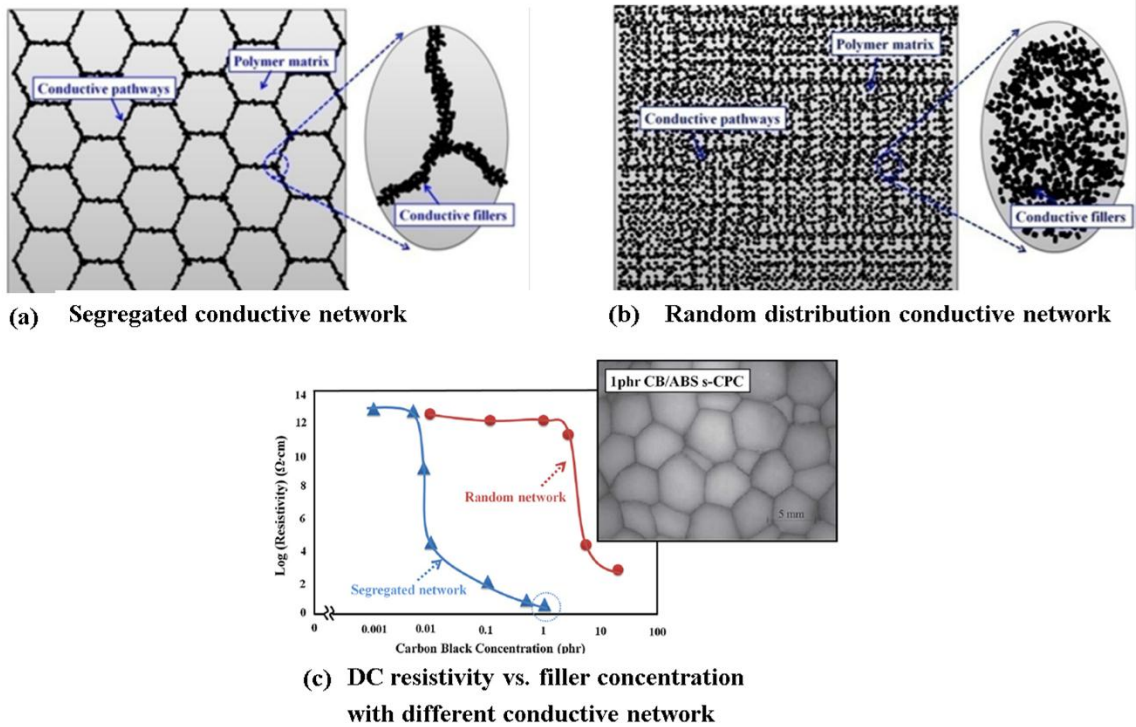 Conductive pathways
Polymer matrix
Conductive fillers
(a) Segregated conductive network
Polymer matrix
Conductive pathways
Conductive fillers
(b) Random distribution conductive network
1phr CB/ABS s-CPC
5 mm
Log (Resistivity) (Ω·cm)
14
12
10
8
6
4
2
0
Random network
Segregated network
0 0.001 0.01 0.1 1 10 100
Carbon Black Concentration (phr)
(c) DC resistivity vs. filler concentration
with different conductive network